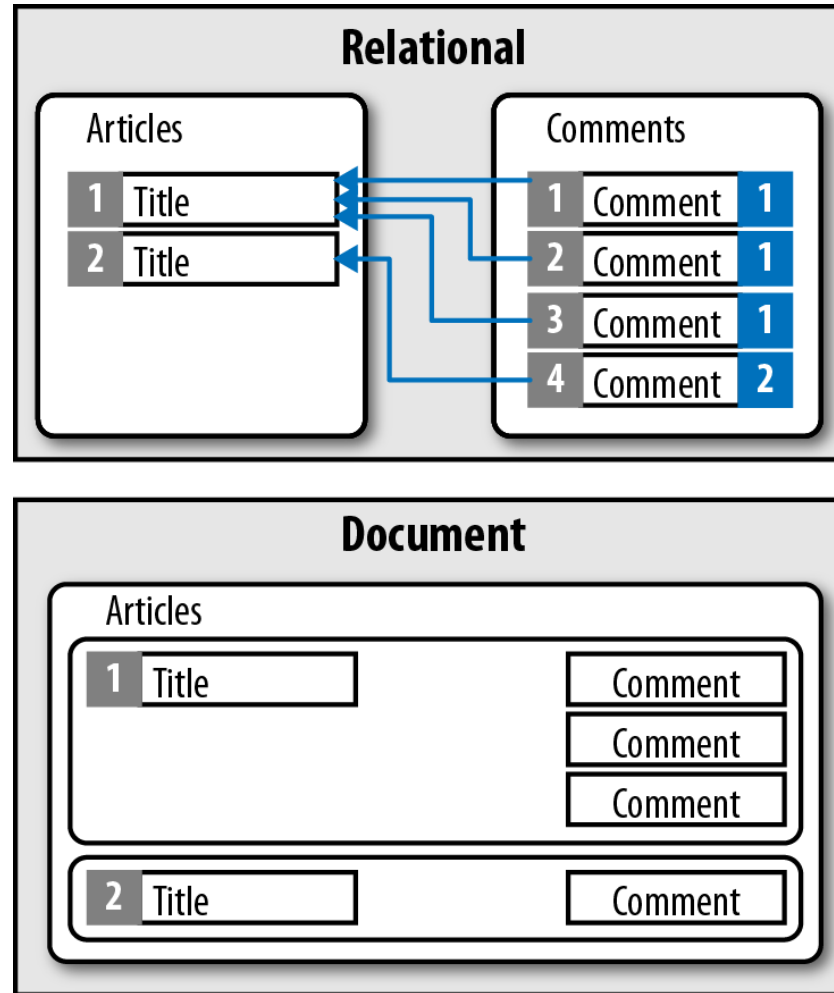 Relational
Articles Comments
1 Title 1 Comment 1
2 Title 2 Comment 1
3 Comment 1
4 Comment 2
Document
Articles
1 Title Comment
Comment
Comment
2 Title Comment